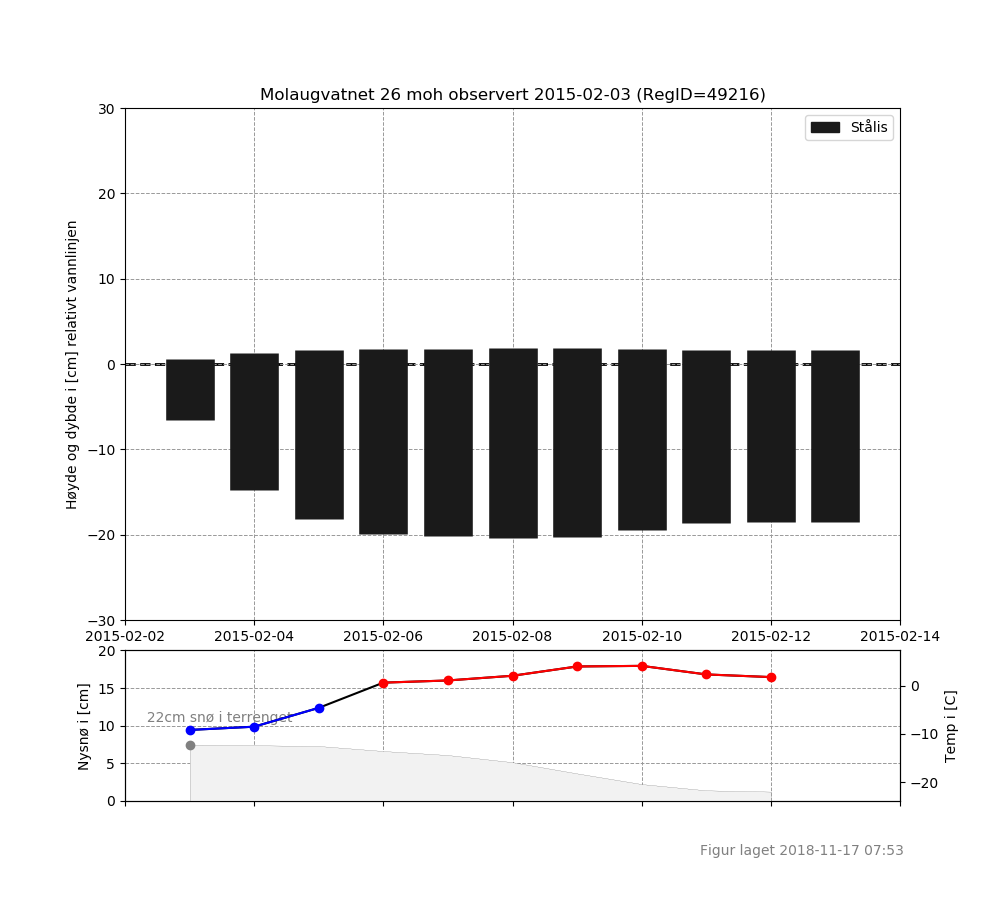 Molaugvatnet 26 moh observert 2015-02-03 (RegID=49216)
Stålis
Høyde og dybde i [cm] relativt vannlinjen
30
20
10
0
−10
−20
−30
2015-02-02 2015-02-04 2015-02-06 2015-02-08 2015-02-10 2015-02-12 2015-02-14
Nysnø i [cm]
20
15
10
5
0
22cm snø i terrenget
0
−10
−20
Temp i [C]
Figur laget 2018-11-17 07:53